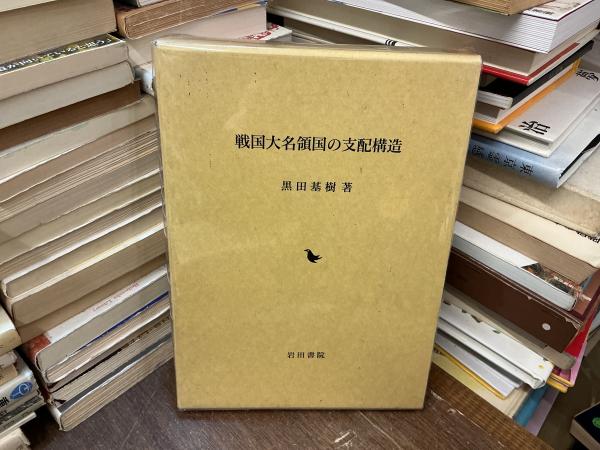 戦国大名領国の支配構造
黒田基樹 著
岩田書院